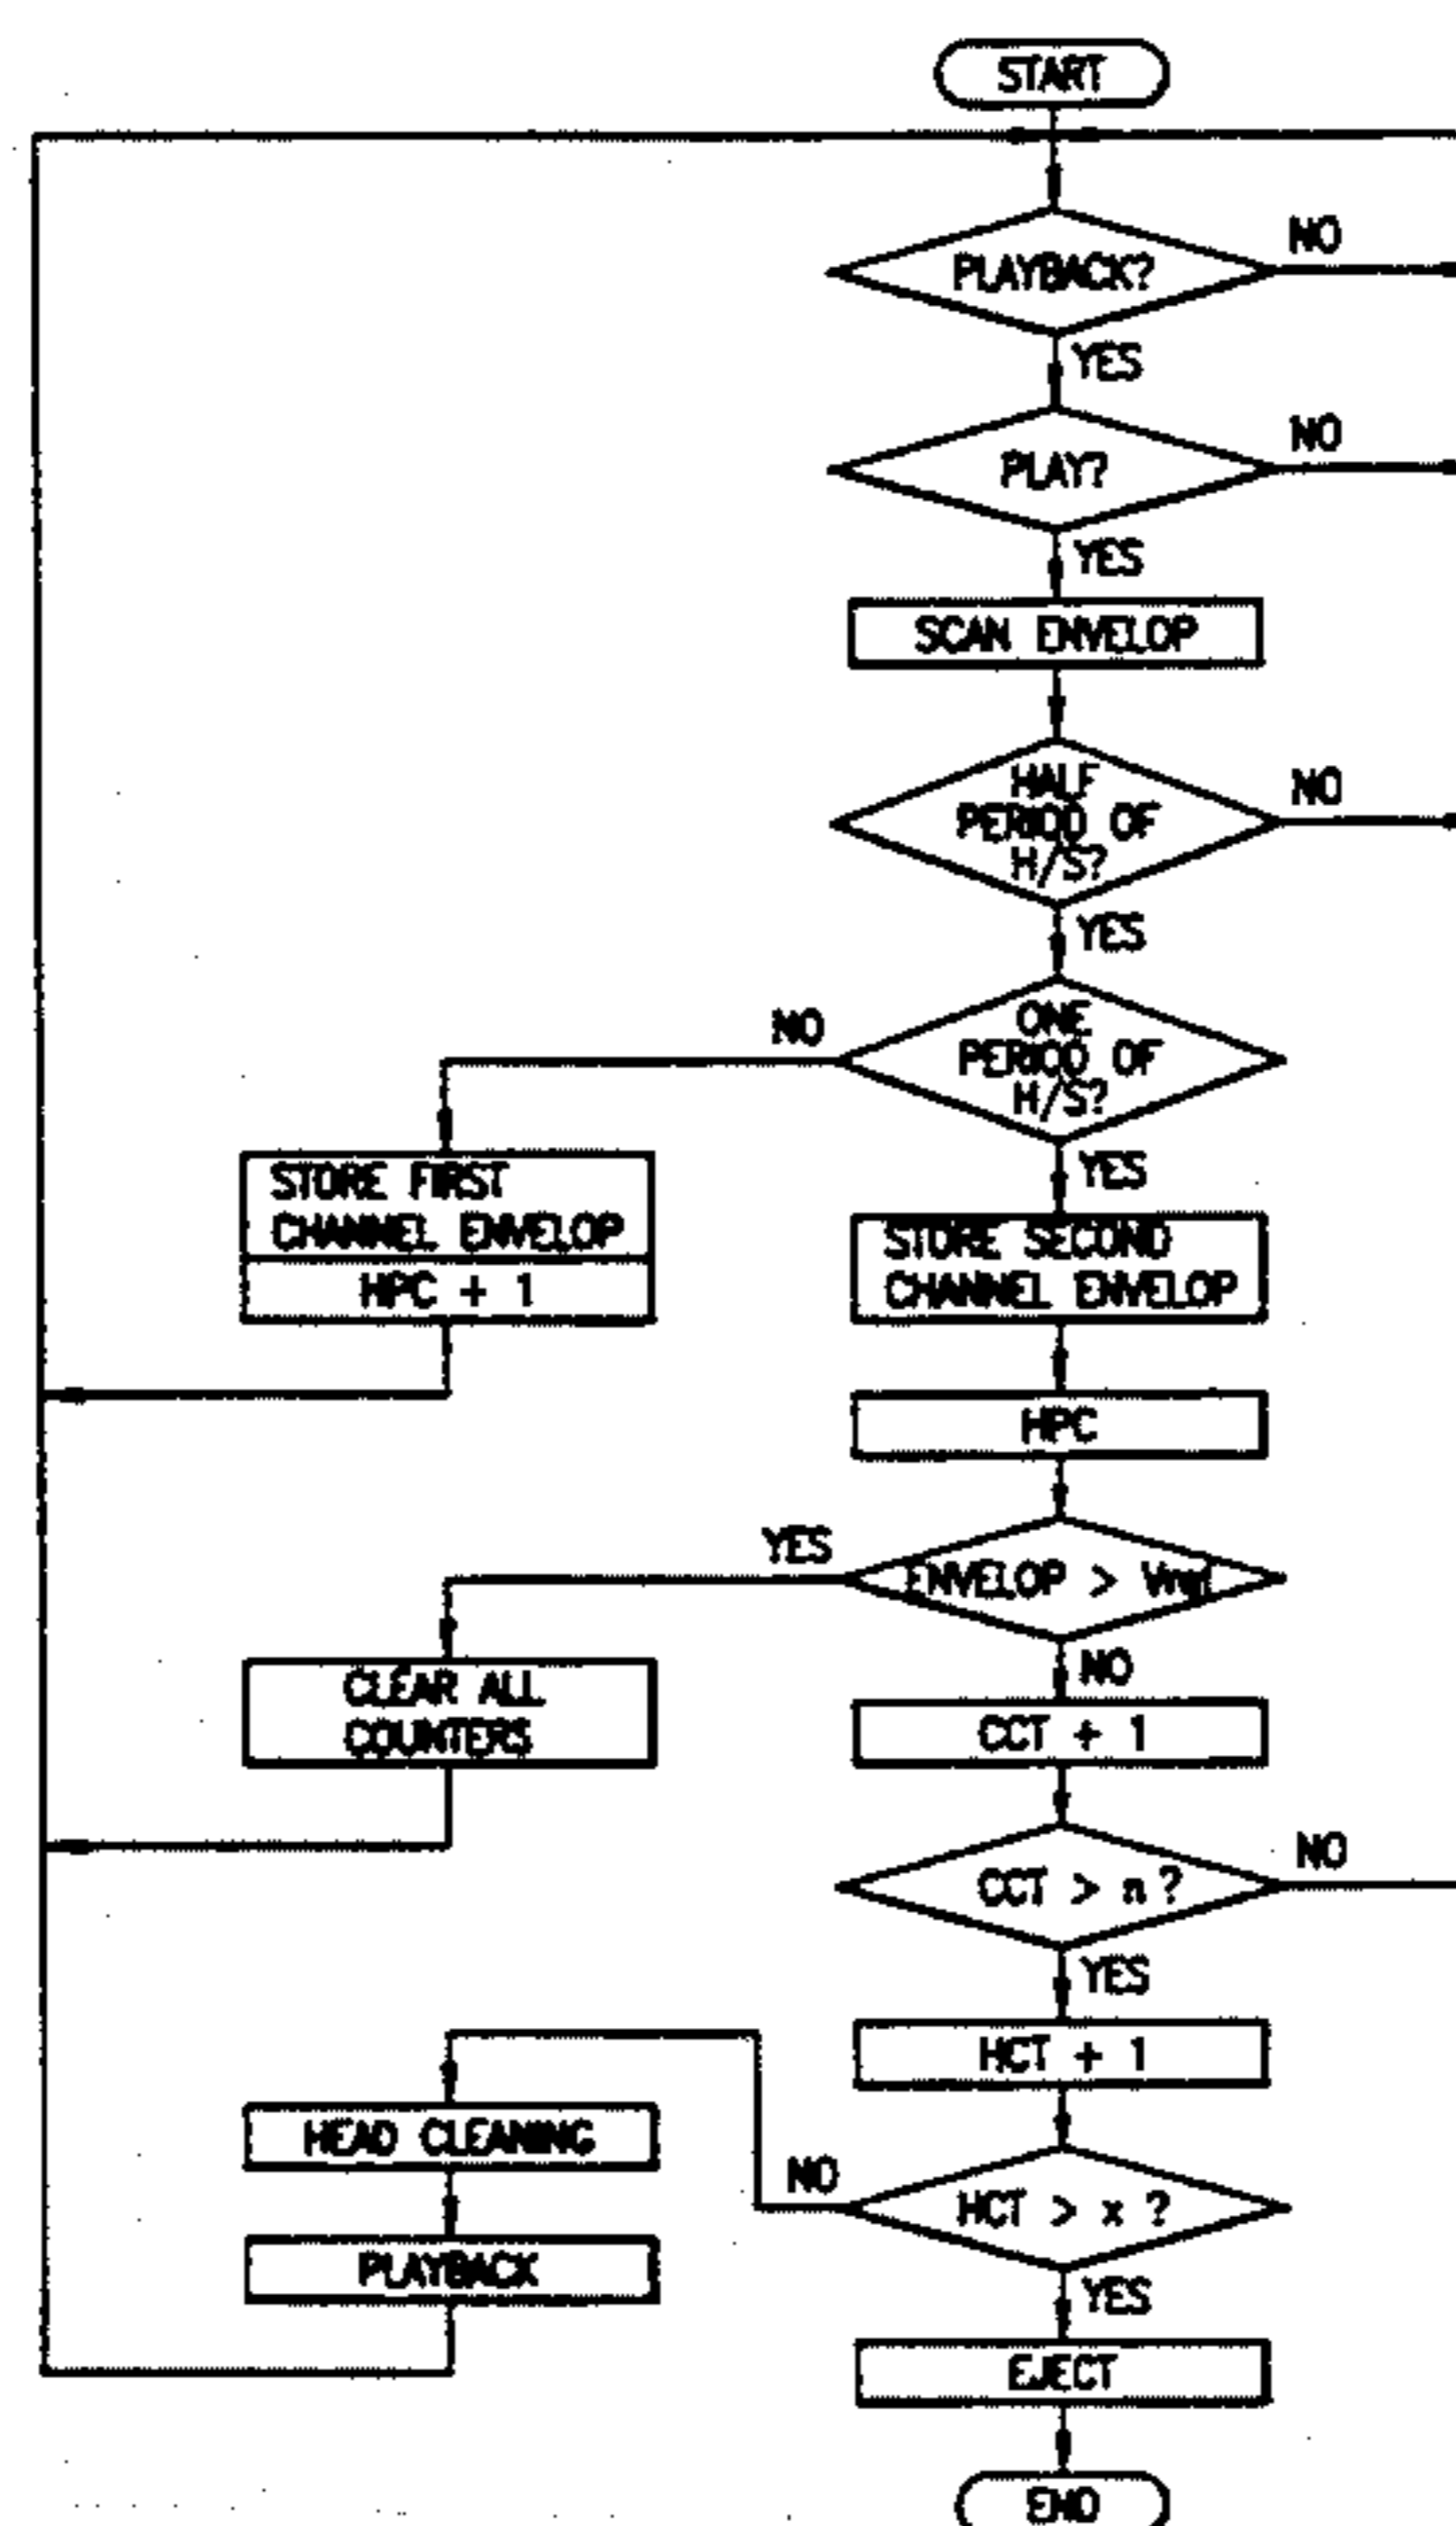 START
PLAYBACK?
NO
YES
PLAY?
NO
YES
SCAN ENVELOP
HALF
PERIOD OF
H/S?
NO
YES
ONE
PERIOD OF
H/S?
NO
YES
STORE FIRST
CHANNEL ENVELOP
HPC + 1
STORE SECOND
CHANNEL ENVELOP
HPC
ENVELOP >
YES
NO
CLEAR ALL
COUNTERS
CCT + 1
CCT > n ?
NO
YES
HCT + 1
HEAD CLEANING
NO
HCT > x ?
PLAYBACK
YES
EJECT
END